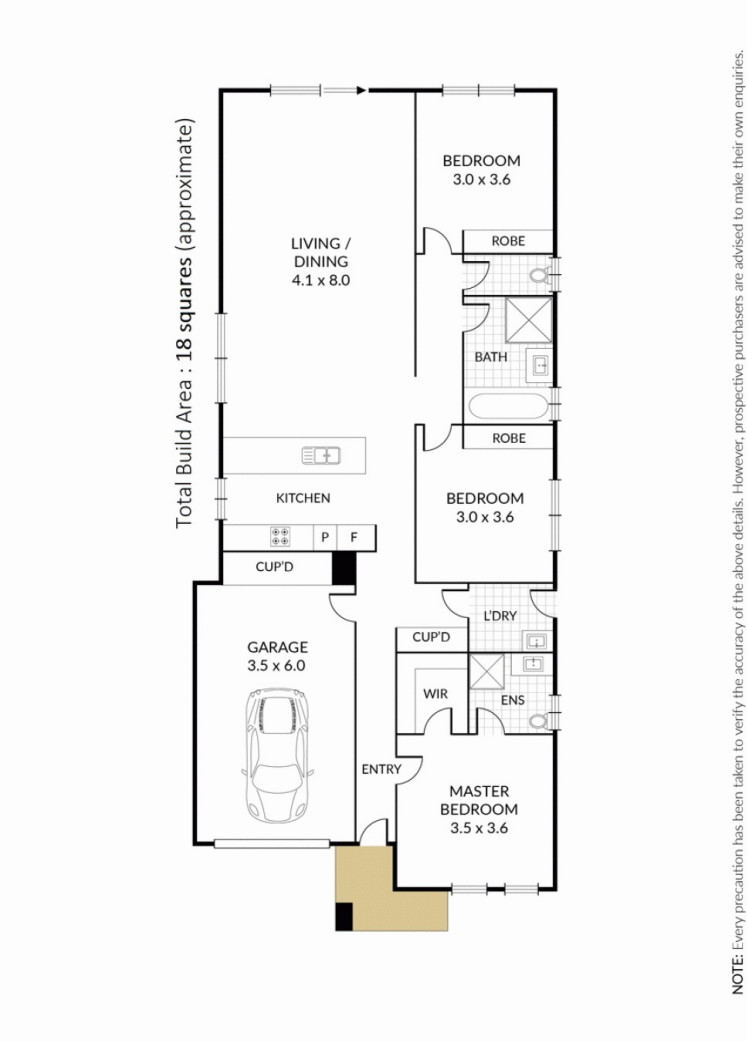 Total Build Area : 18 squares (approximate)
BEDROOM
3.0 x 3.6
ROBE
LIVING /
DINING
4.1 x 8.0
BATH
ROBE
BEDROOM
3.0 x 3.6
KITCHEN
P
F
CUP'D
L'DRY
CUP'D
GARAGE
3.5 x 6.0
WIR
ENS
ENTRY
MASTER
BEDROOM
3.5 x 3.6
NOTE: Every precaution has been taken to verify the accuracy of the above details. However, prospective purchasers are advised to make their own enquiries.